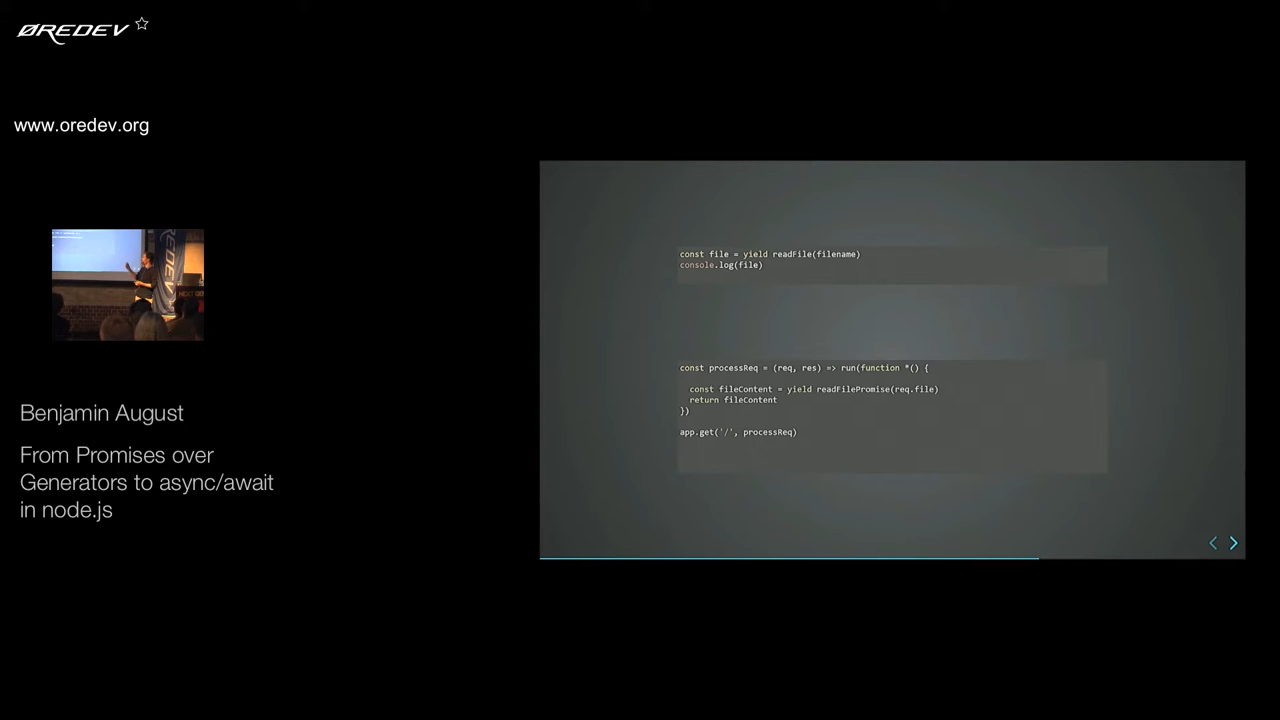 ØREDEV
www.oredev.org
Benjamin August
From Promises over
Generators to async/await
in node.js
const file = yield readFile(filename)
console.log(file)
const processReq = (req, res) => run(function *() {
const fileContent = yield readFilePromise(req.file)
return fileContent
})
app.get('/', processReq)